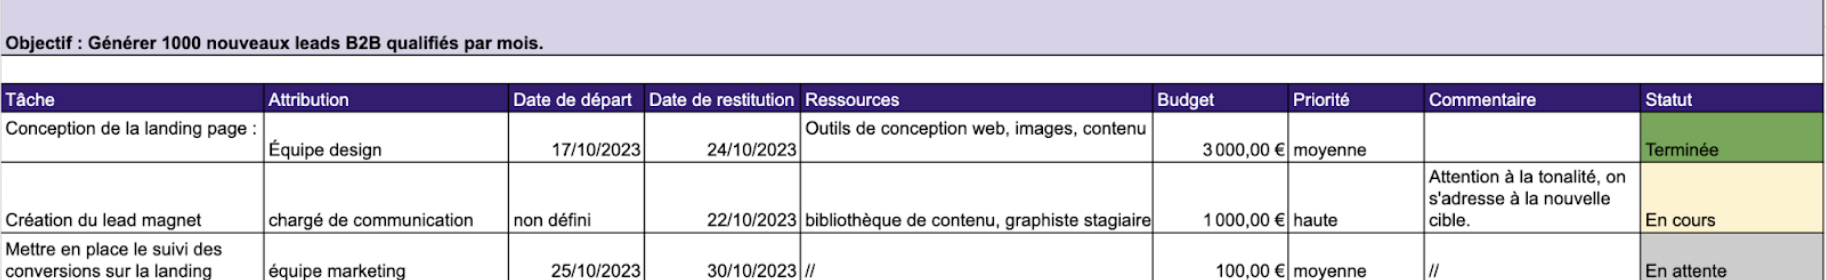 Objectif : Générer 1000 nouveaux leads B2B qualifiés par mois.
Tâche Attribution Date de départ Date de restitution Ressources Budget Priorité Commentaire Statut
Conception de la landing page : Outils de conception web, images, contenu
Équipe design 17/10/2023 24/10/2023 3 000,00 € moyenne Terminée
Attention à la tonalité, on
s'adresse à la nouvelle
Création du lead magnet chargé de communication non défini 22/10/2023 bibliothèque de contenu, graphiste stagiaire 1 000,00 € haute cible. En cours
Mettre en place le suivi des
conversions sur la landing équipe marketing 25/10/2023 30/10/2023 // 100,00 € moyenne // En attente